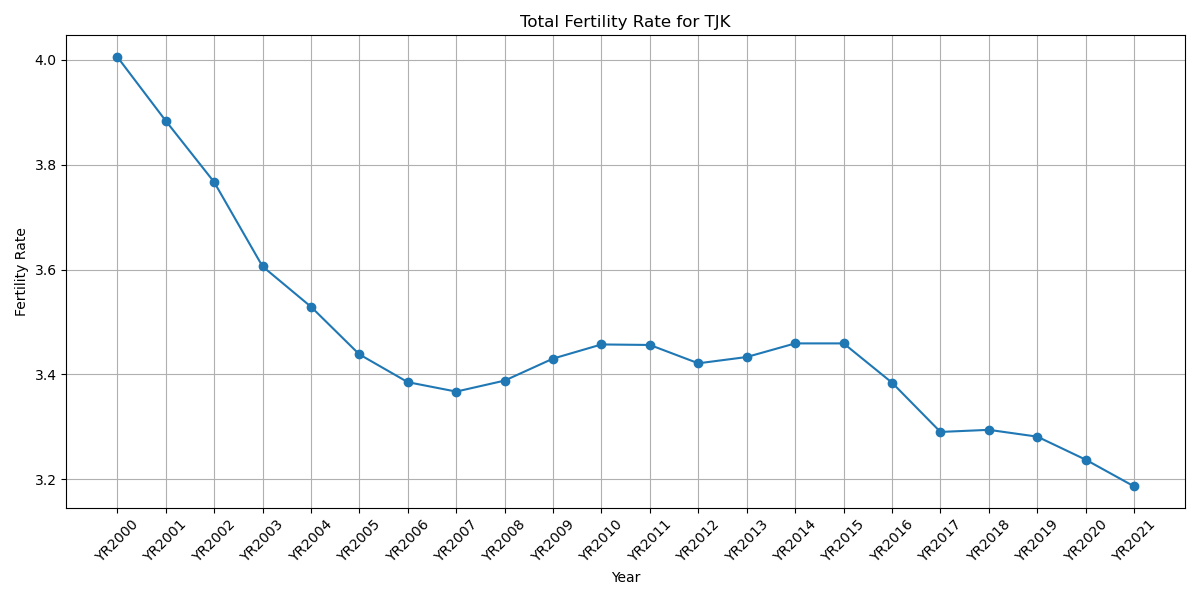 Total Fertility Rate for TJK
Fertility Rate
4.0
3.8
3.6
3.4
3.2
YR2000
YR2001
YR2002
YR2003
YR2004
YR2005
YR2006
YR2007
YR2008
YR2009
YR2010
YR2011
YR2012
YR2013
YR2014
YR2015
YR2016
YR2017
YR2018
YR2019
YR2020
YR2021
Year